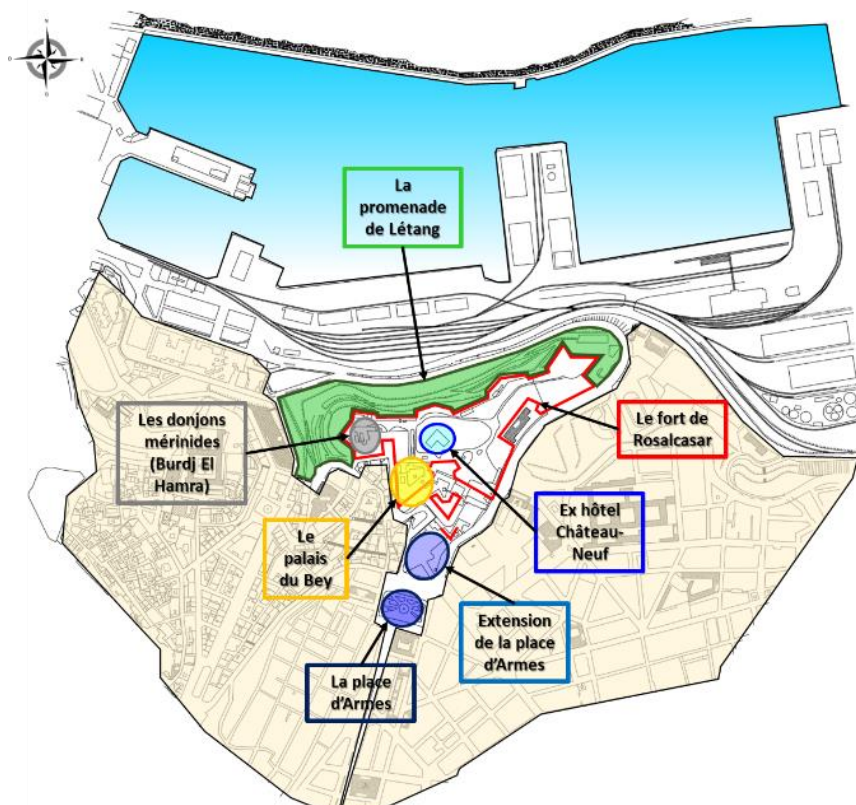 N
O
E
S
La
promenade
de Létang
Les donjons
mérinides
(Burdj El
Hamra)
Le fort de
Rosalcasar
Le
palais
du Bey
Ex hôtel
Château-
Neuf
Extension
de la place
d’Armes
La place
d’Armes